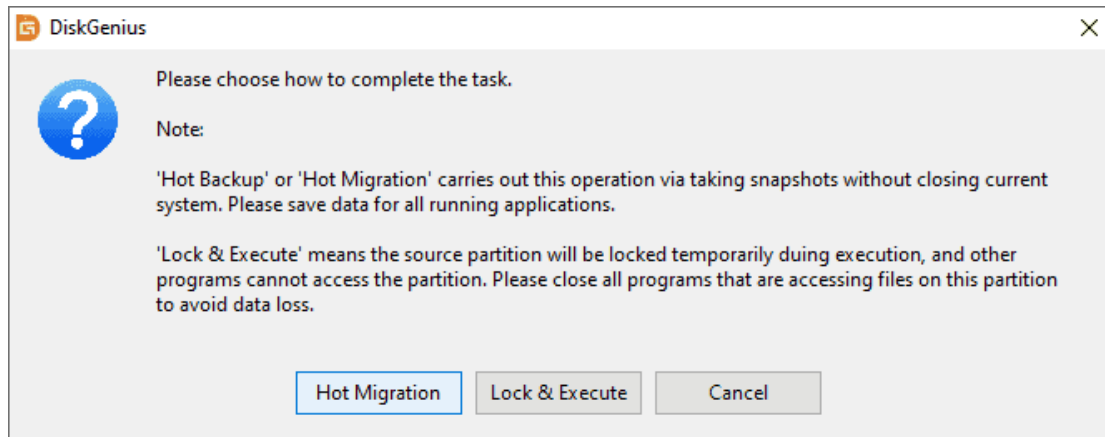 DiskGenius
Please choose how to complete the task.
Note:
'Hot Backup' or 'Hot Migration' carries out this operation via taking snapshots without closing current
system. Please save data for all running applications.
'Lock & Execute' means the source partition will be locked temporarily duing execution, and other
programs cannot access the partition. Please close all programs that are accessing files on this partition
to avoid data loss.
Hot Migration
Lock & Execute
Cancel